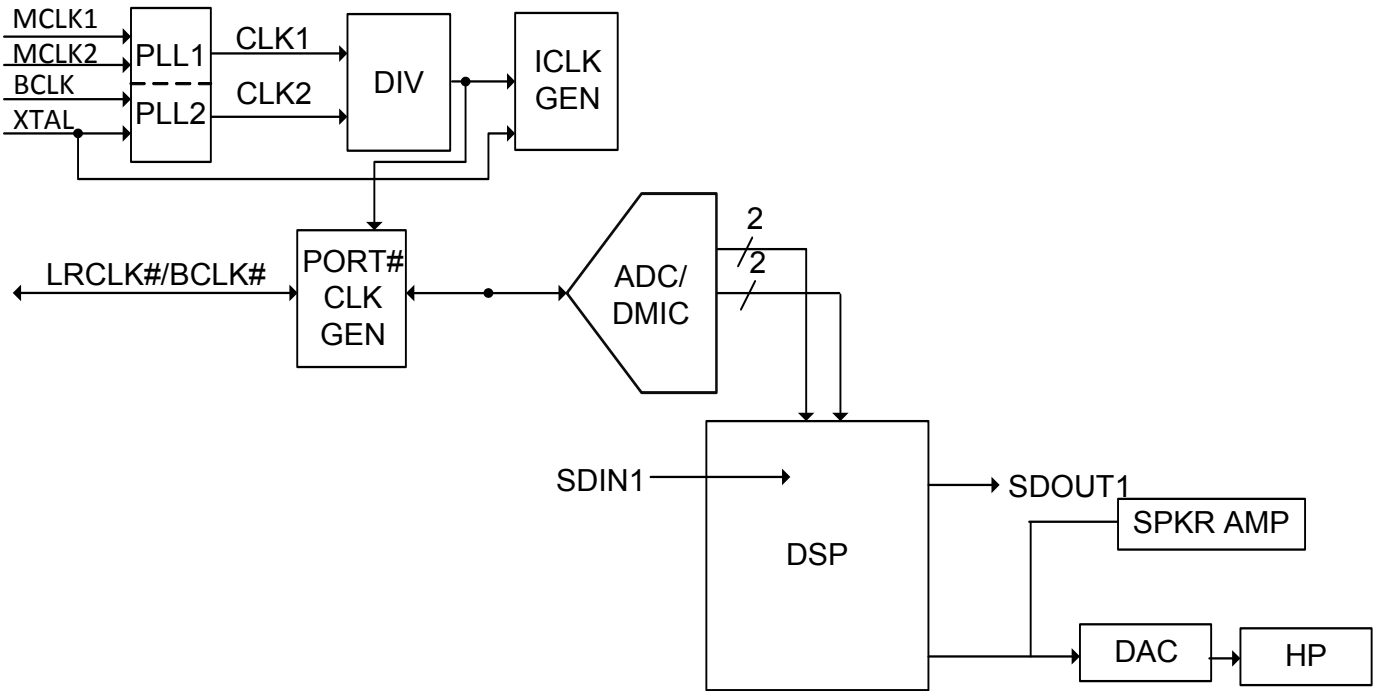 MCLK1
MCLK2
BCLK
XTAL
PLL1
PLL2
CLK1
CLK2
DIV
ICLK
GEN
LRCLK#/BCLK#
PORT#
CLK
GEN
ADC/
DMIC
2
2
SDIN1
DSP
SDOUT1
SPKR AMP
DAC
HP